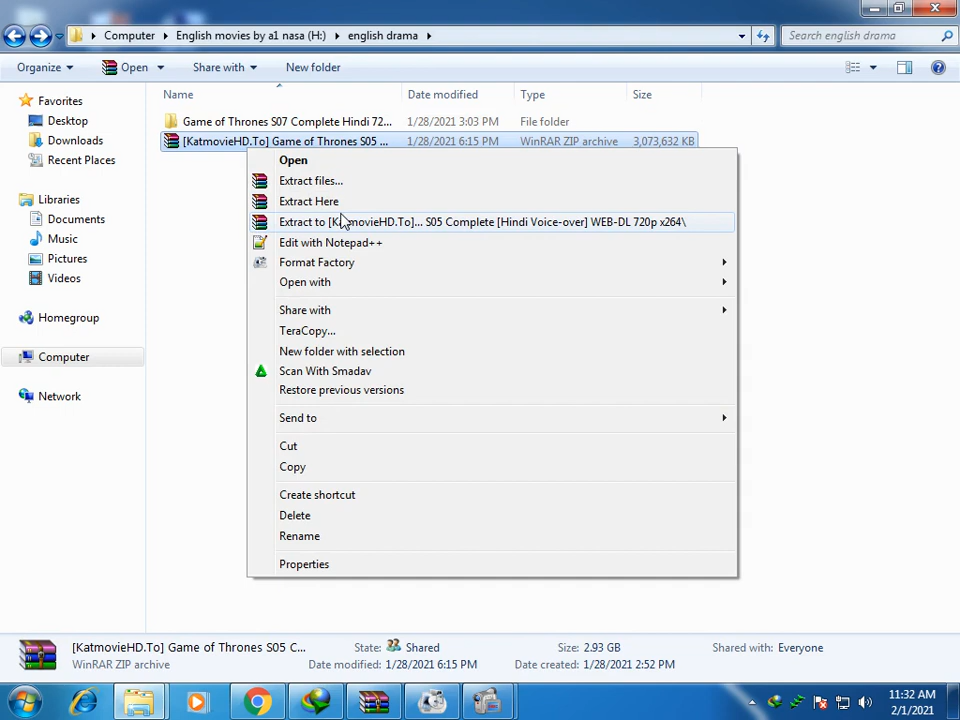 Computer ▸ English movies by a1 nasa (H:) ▸ english drama ▸
Search english drama
Organize Open Share with New folder
Name Date modified Type Size
Favorites
Desktop
Downloads
Recent Places
Libraries
Documents
Music
Pictures
Videos
Homegroup
Computer
Network
Game of Thrones S07 Complete Hindi 72... 1/28/2021 3:03 PM File folder
[KatmovieHD.To] Game of Thrones S05 ... 1/28/2021 6:15 PM WinRAR ZIP archive 3,073,632 KB
Open
Extract files...
Extract Here
Extract to [KatmovieHD.To]... S05 Complete [Hindi Voice-over] WEB-DL 720p x264\
Edit with Notepad++
Format Factory
Open with
Share with
TeraCopy...
New folder with selection
Scan With Smadav
Restore previous versions
Send to
Cut
Copy
Create shortcut
Delete
Rename
Properties
[KatmovieHD.To] Game of Thrones S05 C... State: Shared Size: 2.93 GB Shared with: Everyone
WinRAR ZIP archive Date modified: 1/28/2021 6:15 PM Date created: 1/28/2021 2:52 PM
11:32 AM
2/1/2021